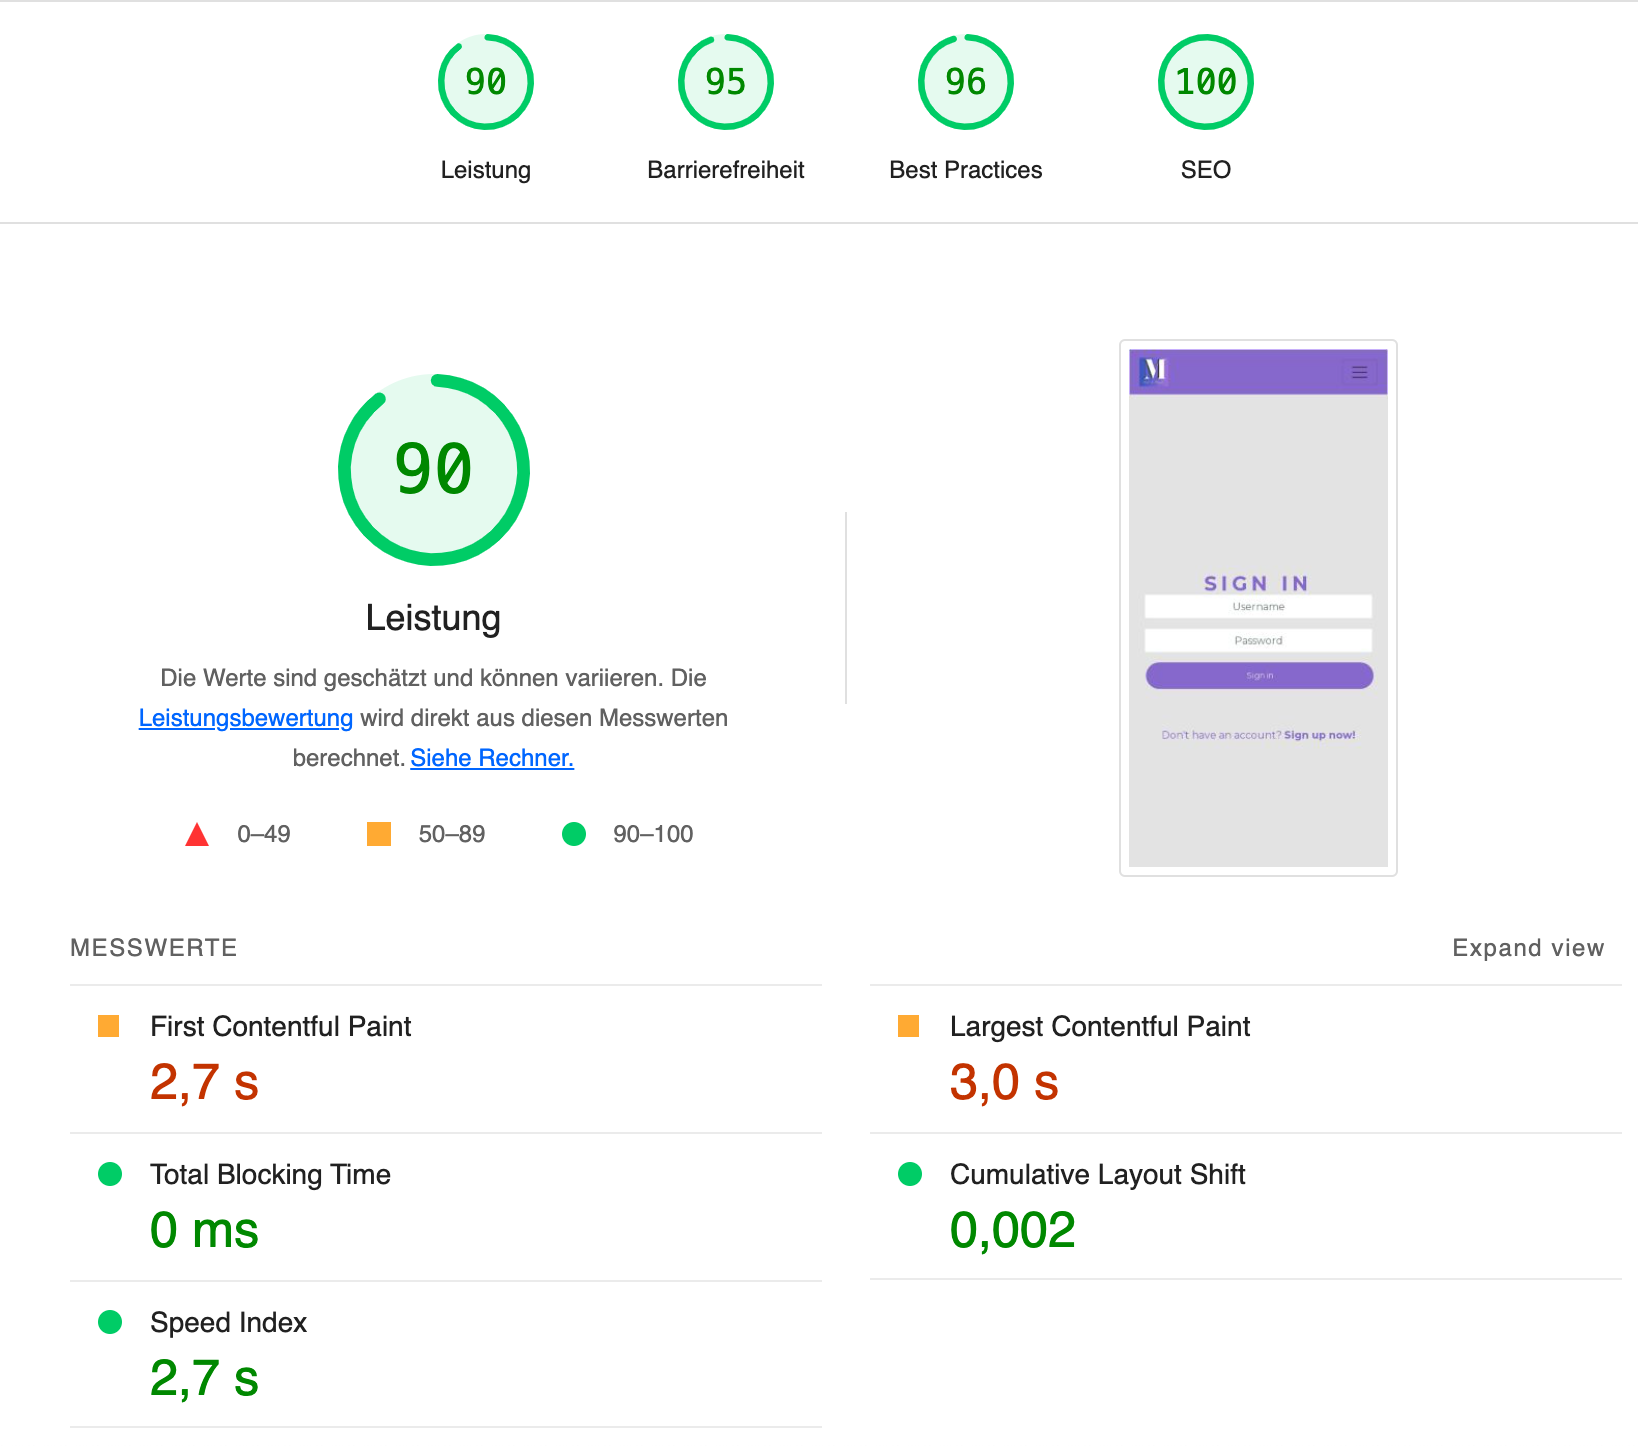 90
95
96
100
Leistung
Barrierefreiheit
Best Practices
SEO
90
Leistung
Die Werte sind geschätzt und können variieren. Die
Leistungsbewertung wird direkt aus diesen Messwerten
berechnet. Siehe Rechner.
0–49
50–89
90–100
M
SIGN IN
Username
Password
Sign in
Don't have an account? Sign up now!
MESSWERTE
Expand view
First Contentful Paint
2,7 s
Largest Contentful Paint
3,0 s
Total Blocking Time
0 ms
Cumulative Layout Shift
0,002
Speed Index
2,7 s